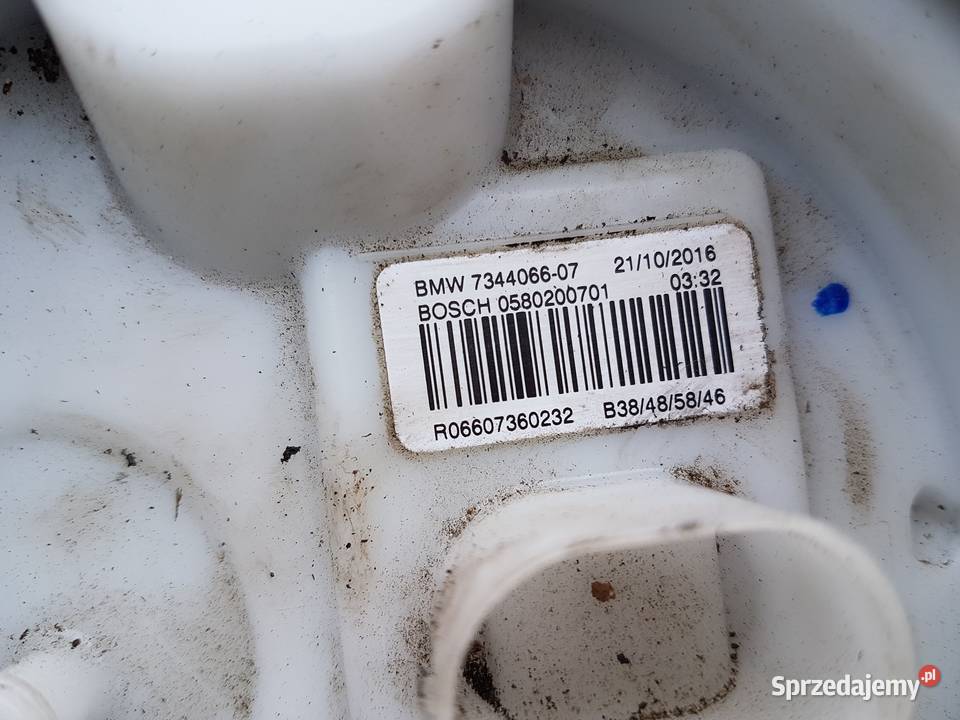 BMW 7344066-07 21/10/2016
BOSCH 0580200701 03:32
R06607360232 B38/48/58/46
Sprzedajemy.pl